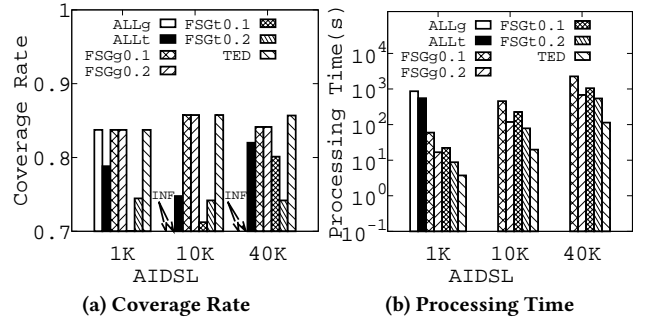 1
0.9
0.8
0.7
Coverage Rate
ALLg
ALLt
FSGg0.1
FSGg0.2
FSGt0.1
FSGt0.2
TED
INF
INF
1K 10K 40K
AIDSL
(a) Coverage Rate
10^4
10^3
10^2
10^1
10^0
10^-1
Processing Time(s)
ALLg
ALLt
FSGg0.1
FSGg0.2
FSGt0.1
FSGt0.2
TED
1K 10K 40K
AIDSL
(b) Processing Time